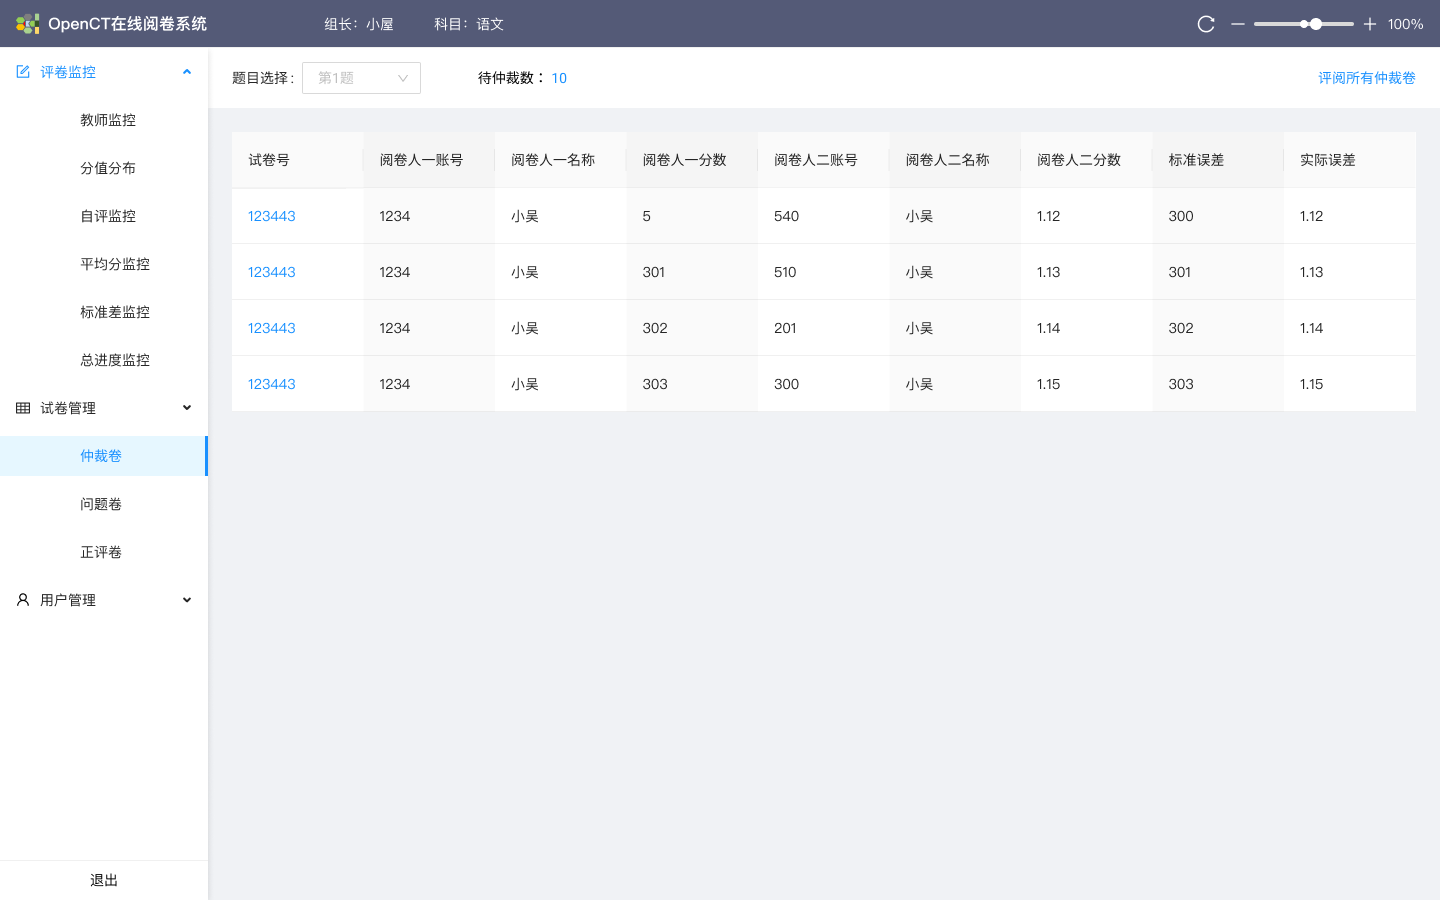 OpenCT在线阅卷系统
组长：小屋
科目：语文
100%
评卷监控
教师监控
分值分布
自评监控
平均分监控
标准差监控
总进度监控
试卷管理
仲裁卷
问题卷
正评卷
用户管理
退出
题目选择： 第1题
待仲裁数： 10
评阅所有仲裁卷
试卷号 阅卷人一账号 阅卷人一名称 阅卷人一分数 阅卷人二账号 阅卷人二名称 阅卷人二分数 标准误差 实际误差
123443 1234 小吴 5 540 小吴 1.12 300 1.12
123443 1234 小吴 301 510 小吴 1.13 301 1.13
123443 1234 小吴 302 201 小吴 1.14 302 1.14
123443 1234 小吴 303 300 小吴 1.15 303 1.15